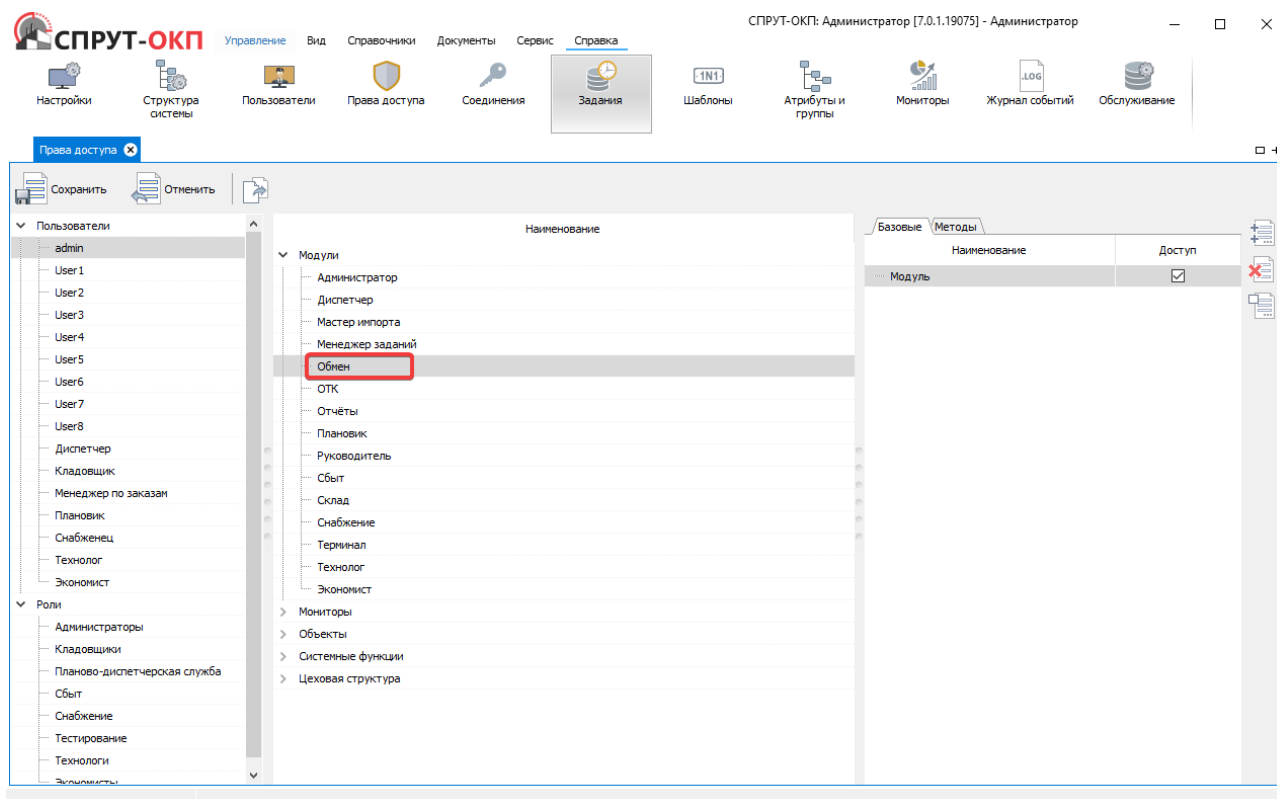 СПРУТ-ОКП: Администратор [7.0.1.19075] - Администратор
СПРУТ-ОКП
Управление Вид Справочники Документы Сервис Справка
Настройки
Структура системы
Пользователи
Права доступа
Соединения
Задания
-1N1-
Шаблоны
Атрибуты и группы
Мониторы
.LOG
Журнал событий
Обслуживание
Права доступа
Сохранить Отменить
Пользователи
admin
User1
User2
User3
User4
User5
User6
User7
User8
Диспетчер
Кладовщик
Менеджер по заказам
Плановик
Снабженец
Технолог
Экономист
Роли
Администраторы
Кладовщики
Планово-диспетчерская служба
Сбыт
Снабжение
Тестирование
Технологи
Экономисты
Наименование
Модули
Администратор
Диспетчер
Мастер импорта
Менеджер заданий
Обмен
ОТК
Отчёты
Плановик
Руководитель
Сбыт
Склад
Снабжение
Терминал
Технолог
Экономист
Мониторы
Объекты
Системные функции
Цеховая структура
Базовые Методы
Наименование Доступ
Модуль